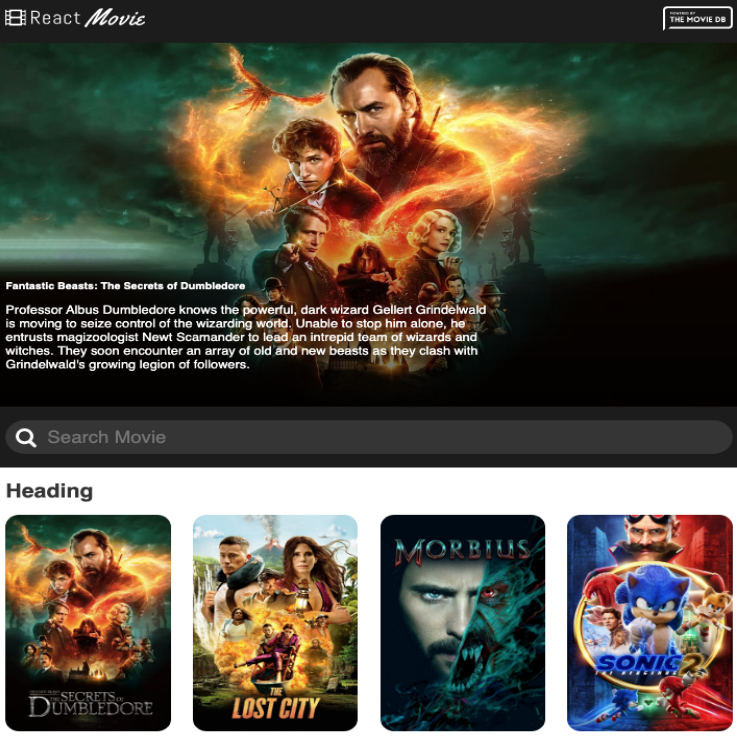 React Movie
POWERED BY
THE MOVIE DB
Fantastic Beasts: The Secrets of Dumbledore
Professor Albus Dumbledore knows the powerful, dark wizard Gellert Grindelwald
is moving to seize control of the wizarding world. Unable to stop him alone, he
entrusts magizoologist Newt Scamander to lead an intrepid team of wizards and
witches. They soon encounter an array of old and new beasts as they clash with
Grindelwald's growing legion of followers.
Search Movie
Heading
SECRETS OF
DUMBLEDORE
THE
LOST CITY
MORBIUS
SONIC 2